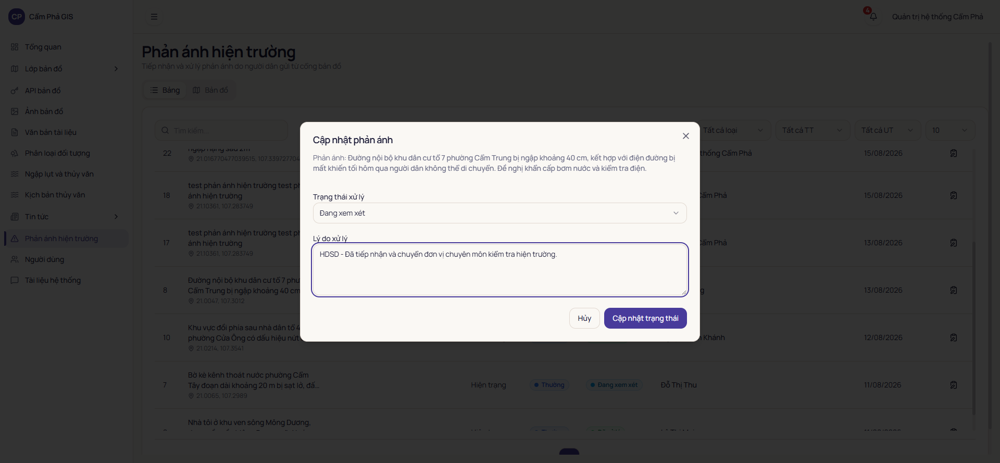 CP
Cẩm Phả GIS
4
Quản trị hệ thống Cẩm Phả
Tổng quan
Lớp bản đồ
API bản đồ
Ảnh bản đồ
Văn bản tài liệu
Phân loại đối tượng
Ngập lụt và thủy văn
Kịch bản thủy văn
Tin tức
Phản ánh hiện trường
Người dùng
Tài liệu hệ thống
Phản ánh hiện trường
Tiếp nhận và xử lý phản ánh do người dân gửi từ cổng bản đồ
Bảng
Bản đồ
Tìm kiếm...
Tất cả loại
Tất cả TT
Tất cả UT
10
22
ngập nặng sâu 2m
21.016770477039515, 107.33972770
thống Cẩm Phả
15/08/2026
18
test phản ánh hiện trường test ph
ánh hiện trường
21.10361, 107.283749
Cẩm Phả
15/08/2026
17
test phản ánh hiện trường test ph
ánh hiện trường
21.10361, 107.283749
Cẩm Phả
13/08/2026
8
Đường nội bộ khu dân cư tổ 7 phư
Cẩm Trung bị ngập khoảng 40 cm
21.0047, 107.3012
g
13/08/2026
10
Khu vực đồi phía sau nhà dân tổ 4
phường Cửa Ông có dấu hiệu nứt
21.0214, 107.3541
Khánh
12/08/2026
7
Bờ kè kênh thoát nước phường Cẩm
Tây đoạn dài khoảng 20 m bị sạt lở, đấ...
21.0065, 107.2989
Hiện trạng
Thường
Đang xem xét
Đỗ Thị Thu
11/08/2026
Nhà tôi ở khu ven sông Mông Dương,
Cập nhật phản ánh
Phản ánh: Đường nội bộ khu dân cư tổ 7 phường Cẩm Trung bị ngập khoảng 40 cm, kết hợp với điện đường bị
mất khiến tối hôm qua người dân không thể di chuyển. Đề nghị khẩn cấp bơm nước và kiểm tra điện.
Trạng thái xử lý
Đang xem xét
Lý do xử lý
HDSD - Đã tiếp nhận và chuyển đơn vị chuyên môn kiểm tra hiện trường.
Hủy
Cập nhật trạng thái